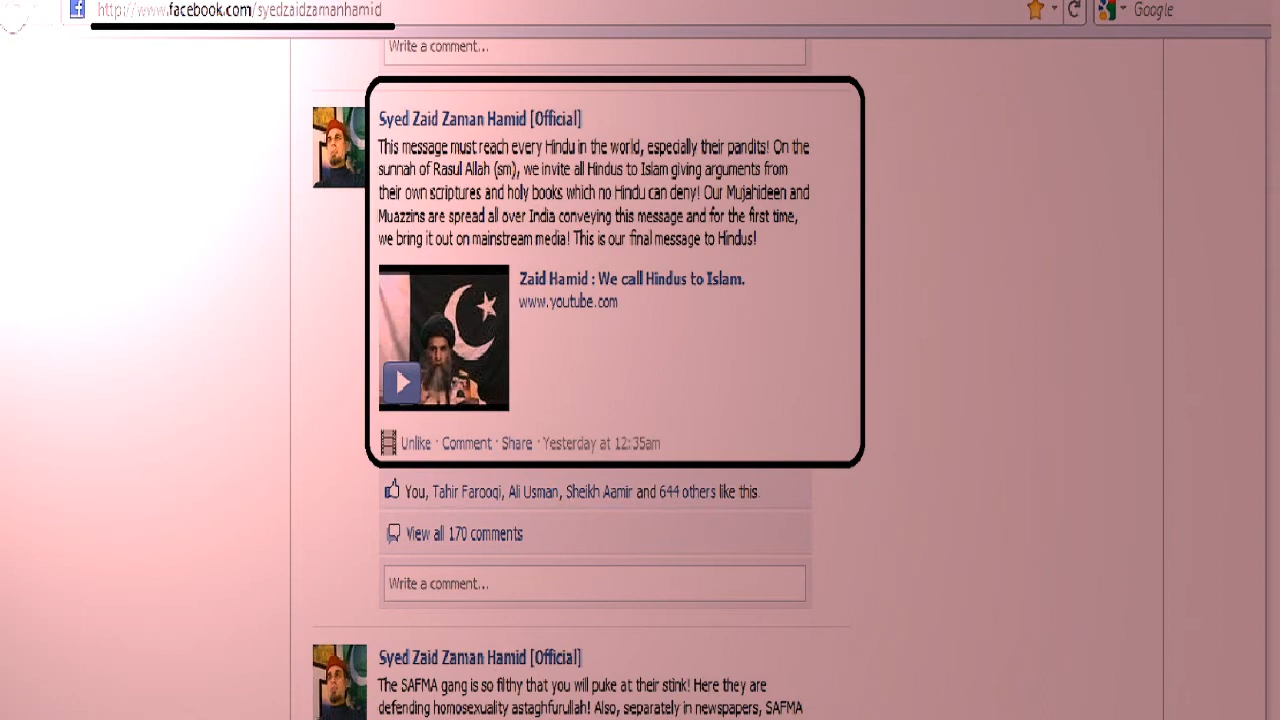 http://www.facebook.com/syedzaidzamanhamid
Google
Write a comment...
Syed Zaid Zaman Hamid [Official]
This message must reach every Hindu in the world, especially their pandits! On the
sunnah of Rasul Allah (sm), we invite all Hindus to Islam giving arguments from
their own scriptures and holy books which no Hindu can deny! Our Mujahideen and
Muazzins are spread all over India conveying this message and for the first time,
we bring it out on mainstream media! This is our final message to Hindus!
Zaid Hamid : We call Hindus to Islam.
www.youtube.com
Unlike · Comment · Share · Yesterday at 12:35am
You, Tahir Farooqi, Ali Usman, Sheikh Aamir and 644 others like this.
View all 170 comments
Write a comment...
Syed Zaid Zaman Hamid [Official]
The SAFMA gang is so filthy that you will puke at their stink! Here they are
defending homosexuality astaghfurullah! Also, separately in newspapers, SAFMA